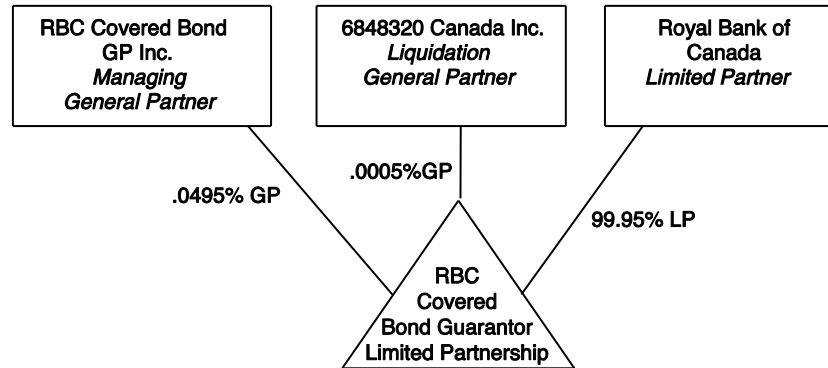 RBC Covered Bond
GP Inc.
Managing
General Partner
6848320 Canada Inc.
Liquidation
General Partner
Royal Bank of
Canada
Limited Partner
.0495% GP
.0005%GP
99.95% LP
RBC
Covered
Bond Guarantor
Limited Partnership